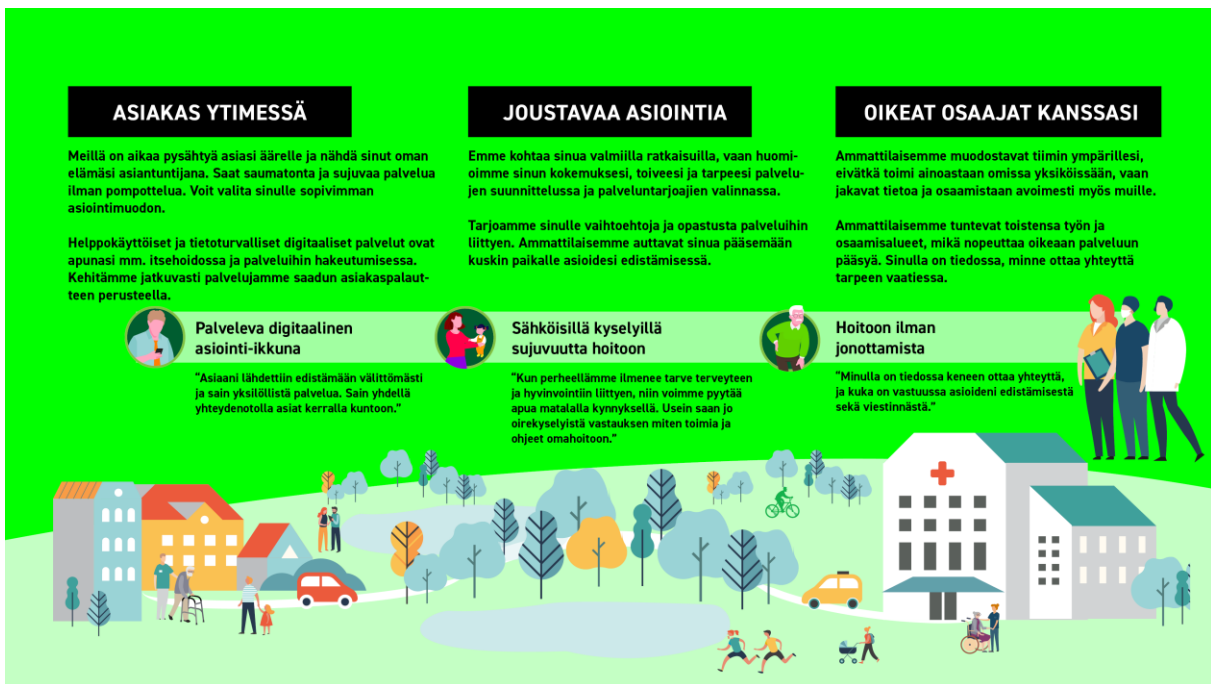 ASIAKAS YTIMESSÄ
Meillä on aikaa pysähtyä asiasi äärelle ja nähdä sinut oman
elämäsi asiantuntijana. Saat saumatonta ja sujuvaa palvelua
ilman pompottelua. Voit valita sinulle sopivimman
asiointimuodon.
Helppokäyttöiset ja tietoturvalliset digitaaliset palvelut ovat
apunasi mm. itsehoidossa ja palveluihin hakeutumisessa.
Kehitämme jatkuvasti palvelujamme saadun asiakaspalaut-
teen perusteella.
JOUSTAVAA ASIOINTIA
Emme kohtaa sinua valmiilla ratkaisuilla, vaan huomi-
oimme sinun kokemuksesi, toiveesi ja tarpeesi palvelu-
jen suunnittelussa ja palveluntarjoajien valinnassa.
Tarjoamme sinulle vaihtoehtoja ja opastusta palveluihin
liittyen. Ammattilaisemme auttavat sinua pääsemään
kuskin paikalle asioidesi edistämisessä.
OIKEAT OSAAJAT KANSSASI
Ammattilaisemme muodostavat tiimin ympärillesi,
eivätkä toimi ainoastaan omissa yksiköissään, vaan
jakavat tietoa ja osaamistaan avoimesti myös muille.
Ammattilaisemme tuntevat toistensa työn ja
osaamisalueet, mikä nopeuttaa oikeaan palveluun
pääsyä. Sinulla on tiedossa, minne ottaa yhteyttä
tarpeen vaatiessa.
Palveleva digitaalinen
asiointi-ikkuna
"Asiaani lähdettiin edistämään välittömästi
ja sain yksilöllistä palvelua. Sain yhdellä
yhteydenotolla asiat kerralla kuntoon."
Sähköisillä kyselyillä
sujuvuutta hoitoon
"Kun perheellämme ilmenee tarve terveyteen
ja hyvinvointiin liittyen, niin voimme pyytää
apua matalalla kynnyksellä. Usein saan jo
oirekyselyistä vastauksen miten toimia ja
ohjeet omahoitoon."
Hoitoon ilman
jonottamista
"Minulla on tiedossa keneen ottaa yhteyttä,
ja kuka on vastuussa asioideni edistämisestä
sekä viestinnästä."